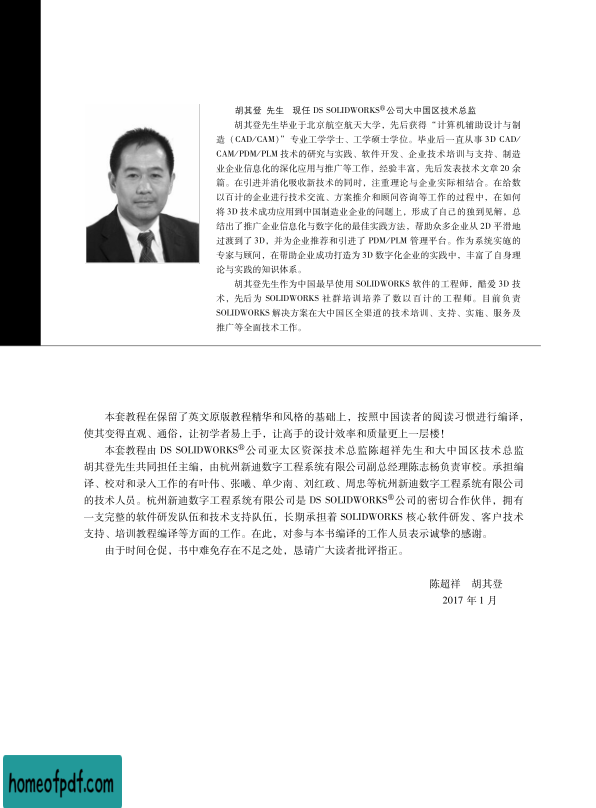 胡其登 先生 现任 DS SOLIDWORKS®公司大中国区技术总监
胡其登先生毕业于北京航空航天大学，先后获得“计算机辅助设计与制
造（CAD/CAM）”专业工学学士、工学硕士学位。毕业后一直从事 3D CAD/
CAM/PDM/PLM 技术的研究与实践、软件开发、企业技术培训与支持、制造
业企业信息化的深化应用与推广等工作，经验丰富，先后发表技术文章 20 余
篇。在引进并消化吸收新技术的同时，注重理论与企业实际相结合。在给数
以百计的企业进行技术交流、方案推介和顾问咨询等工作的过程中，在如何
将 3D 技术成功应用到中国制造业企业的问题上，形成了自己的独到见解，总
结出了推广企业信息化与数字化的最佳实践方法，帮助众多企业从 2D 平滑地
过渡到了 3D，并为企业推荐和引进了 PDM/PLM 管理平台。作为系统实施的
专家与顾问，在帮助企业成功打造为 3D 数字化企业的实践中，丰富了自身理
论与实践的知识体系。
胡其登先生作为中国最早使用 SOLIDWORKS 软件的工程师，酷爱 3D 技
术，先后为 SOLIDWORKS 社群培训培养了数以百计的工程师。目前负责
SOLIDWORKS 解决方案在大中国区全渠道的技术培训、支持、实施、服务及
推广等全面技术工作。
本套教程在保留了英文原版教程精华和风格的基础上，按照中国读者的阅读习惯进行编译，
使其变得直观、通俗，让初学者易上手，让高手的设计效率和质量更上一层楼！
本套教程由 DS SOLIDWORKS®公司亚太区资深技术总监陈超祥先生和大中国区技术总监
胡其登先生共同担任主编，由杭州新迪数字工程系统有限公司副总经理陈志杨负责审校。承担编
译、校对和录入工作的有叶伟、张曦、单少南、刘红政、周忠等杭州新迪数字工程系统有限公司
的技术人员。杭州新迪数字工程系统有限公司是 DS SOLIDWORKS®公司的密切合作伙伴，拥有
一支完整的软件研发队伍和技术支持队伍，长期承担着 SOLIDWORKS 核心软件研发、客户技术
支持、培训教程编译等方面的工作。在此，对参与本书编译的工作人员表示诚挚的感谢。
由于时间仓促，书中难免存在不足之处，恳请广大读者批评指正。
陈超祥 胡其登
2017 年 1 月
homeofpdf.com